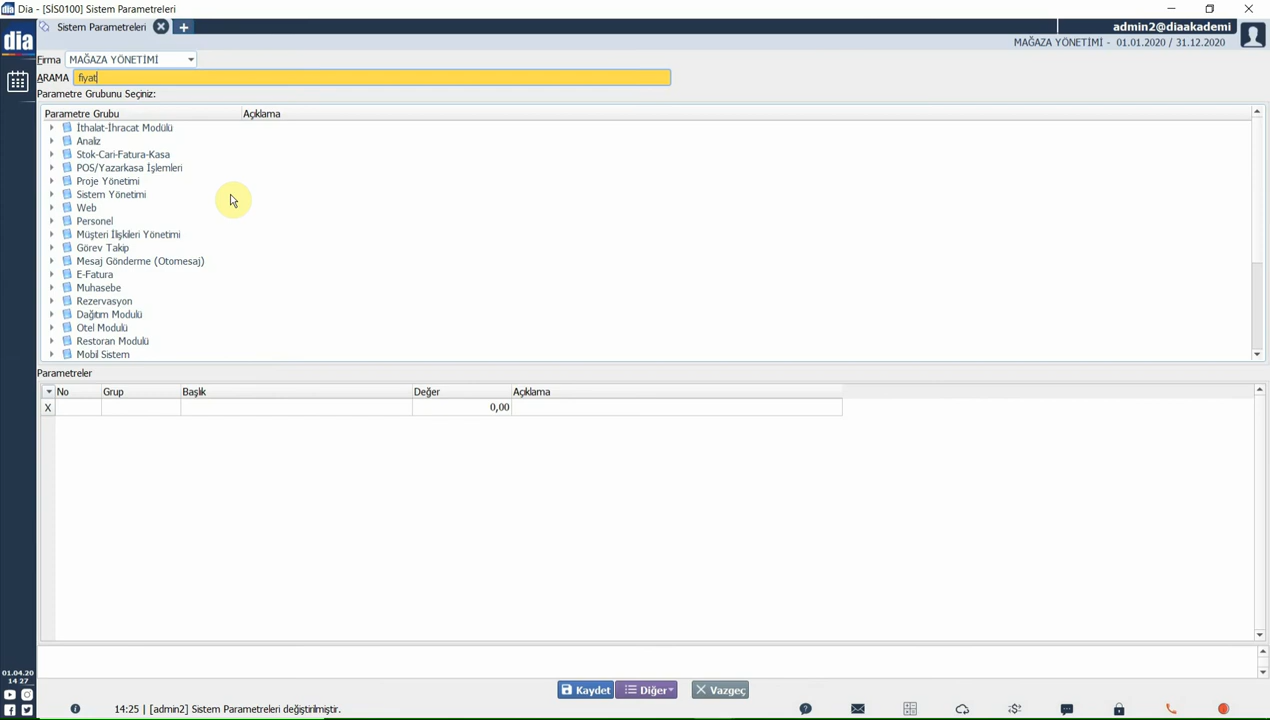 Dia - [SİS0100] Sistem Parametreleri
dia
Sistem Parametreleri
admin2@diaakademi
MAĞAZA YÖNETİMİ - 01.01.2020 / 31.12.2020
Firma MAĞAZA YÖNETİMİ
ARAMA fiyat
Parametre Grubunu Seçiniz:
Parametre Grubu Açıklama
İthalat-İhracat Modülü
Analiz
Stok-Cari-Fatura-Kasa
POS/Yazarkasa İşlemleri
Proje Yönetimi
Sistem Yönetimi
Web
Personel
Müşteri İlişkileri Yönetimi
Görev Takip
Mesaj Gönderme (Otomesaj)
E-Fatura
Muhasebe
Rezervasyon
Dağıtım Modulü
Otel Modulü
Restoran Modulü
Mobil Sistem
Parametreler
No Grup Başlık Değer Açıklama
X 0,00
Kaydet Diğer X Vazgeç
01.04.20
14 27
14:25 | [admin2] Sistem Parametreleri değiştirilmiştir.